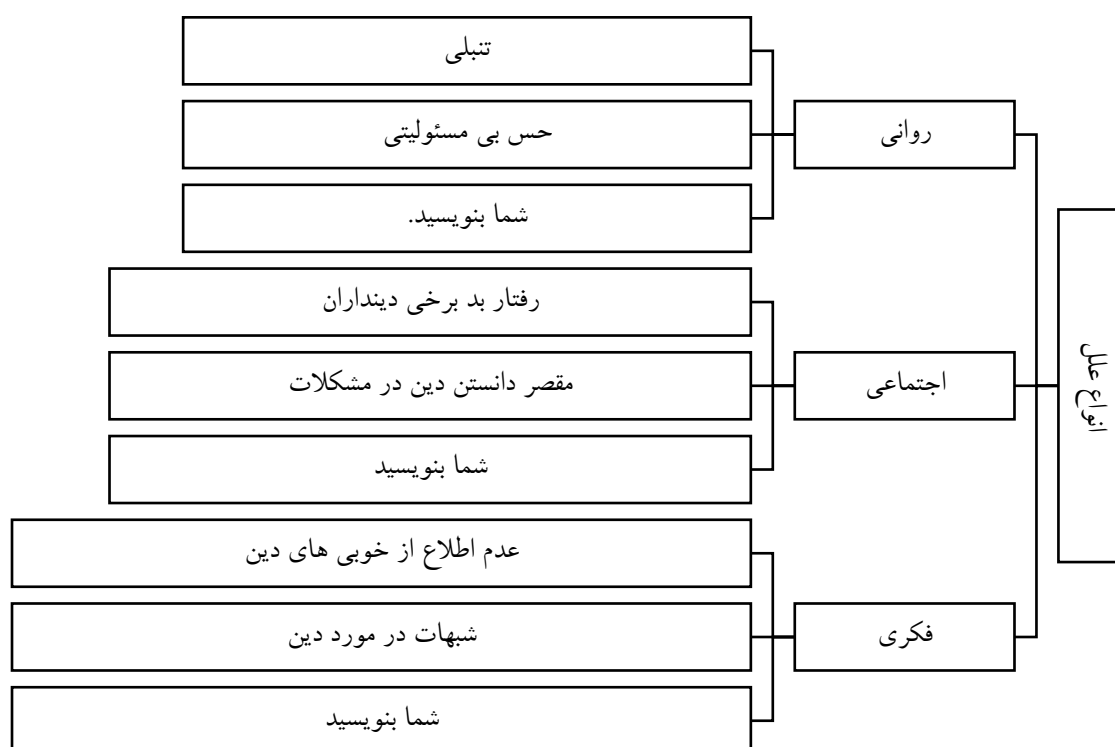 انواع علل
روانی
تنبلی
حس بی مسئولیتی
شما بنویسید.
اجتماعی
رفتار بد برخی دینداران
مقصر دانستن دین در مشکلات
شما بنویسید
فکری
عدم اطلاع از خوبی های دین
شبهات در مورد دین
شما بنویسید